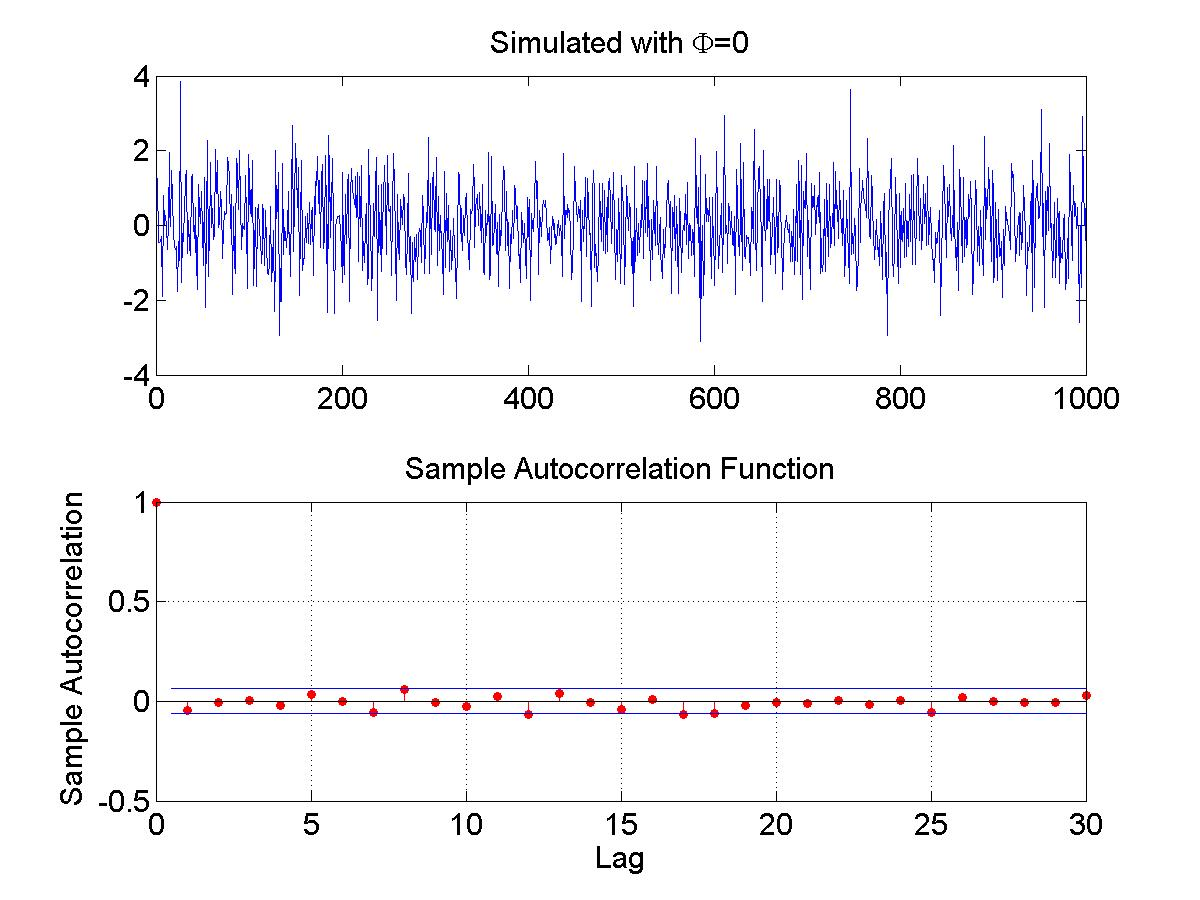 Simulated with Φ=0
4
2
0
-2
-4
0 200 400 600 800 1000
Sample Autocorrelation Function
Sample Autocorrelation
1
0.5
0
-0.5
0 5 10 15 20 25 30
Lag